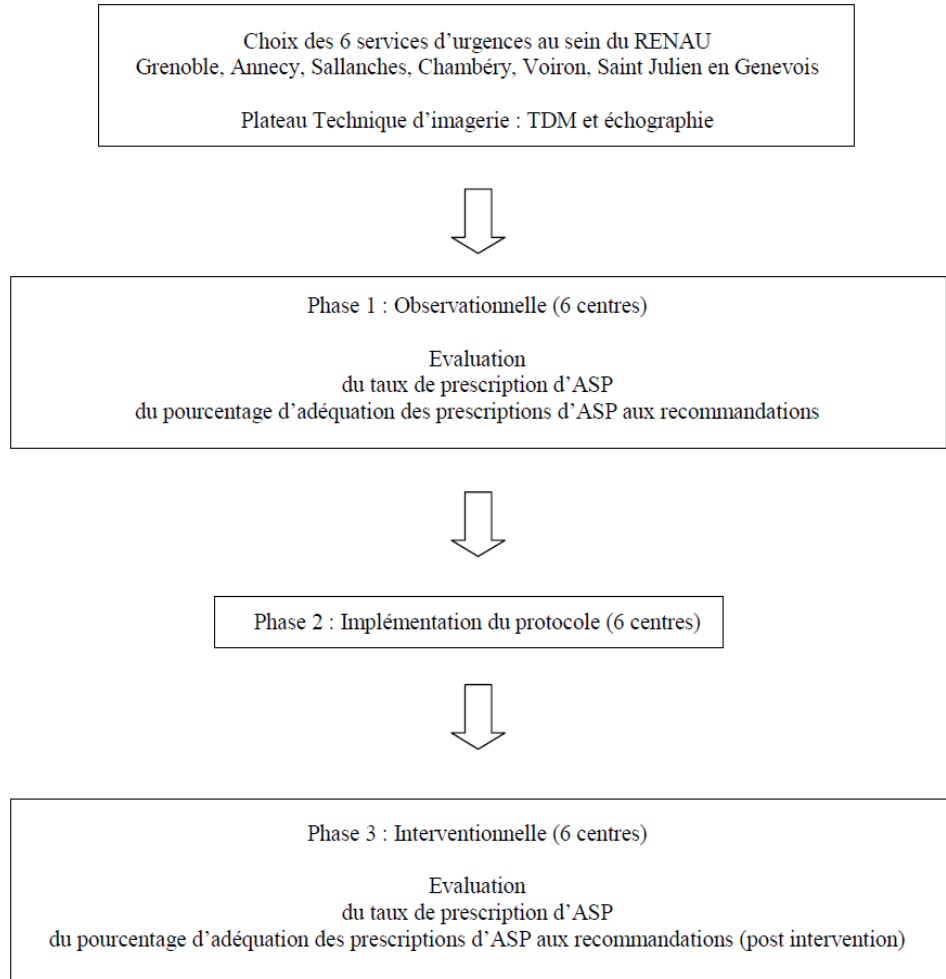 Choix des 6 services d’urgences au sein du RENAU
Grenoble, Annecy, Sallanches, Chambéry, Voiron, Saint Julien en Genevois
Plateau Technique d’imagerie : TDM et échographie
Phase 1 : Observationnelle (6 centres)
Evaluation
du taux de prescription d’ASP
du pourcentage d’adéquation des prescriptions d’ASP aux recommandations
Phase 2 : Implémentation du protocole (6 centres)
Phase 3 : Interventionnelle (6 centres)
Evaluation
du taux de prescription d’ASP
du pourcentage d’adéquation des prescriptions d’ASP aux recommandations (post intervention)